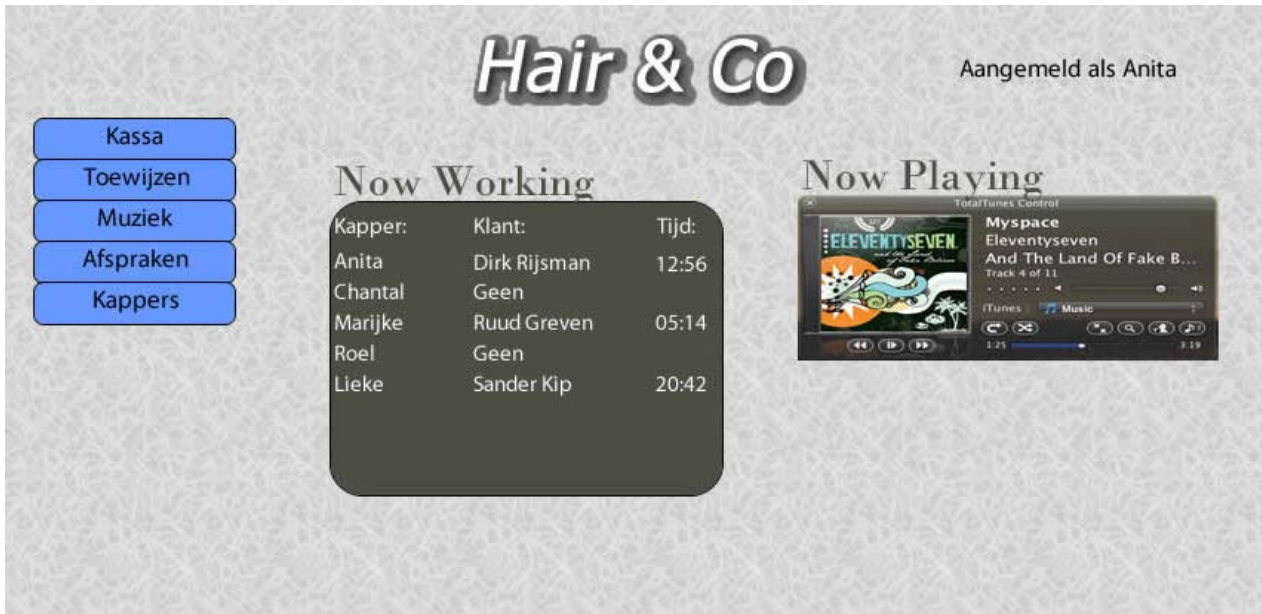 Hair & Co
Aangemeld als Anita
Kassa
Toewijzen
Muziek
Afspraken
Kappers
Now Working
Kapper: Klant: Tijd:
Anita Dirk Rijsman 12:56
Chantal Geen
Marijke Ruud Greven 05:14
Roel Geen
Lieke Sander Kip 20:42
Now Playing
TotalTunes Control
ELEVENTYSEVEN
Myspace
Eleventyseven
And The Land Of Fake B...
Track 4 of 11
iTunes Music
1:25 3:19